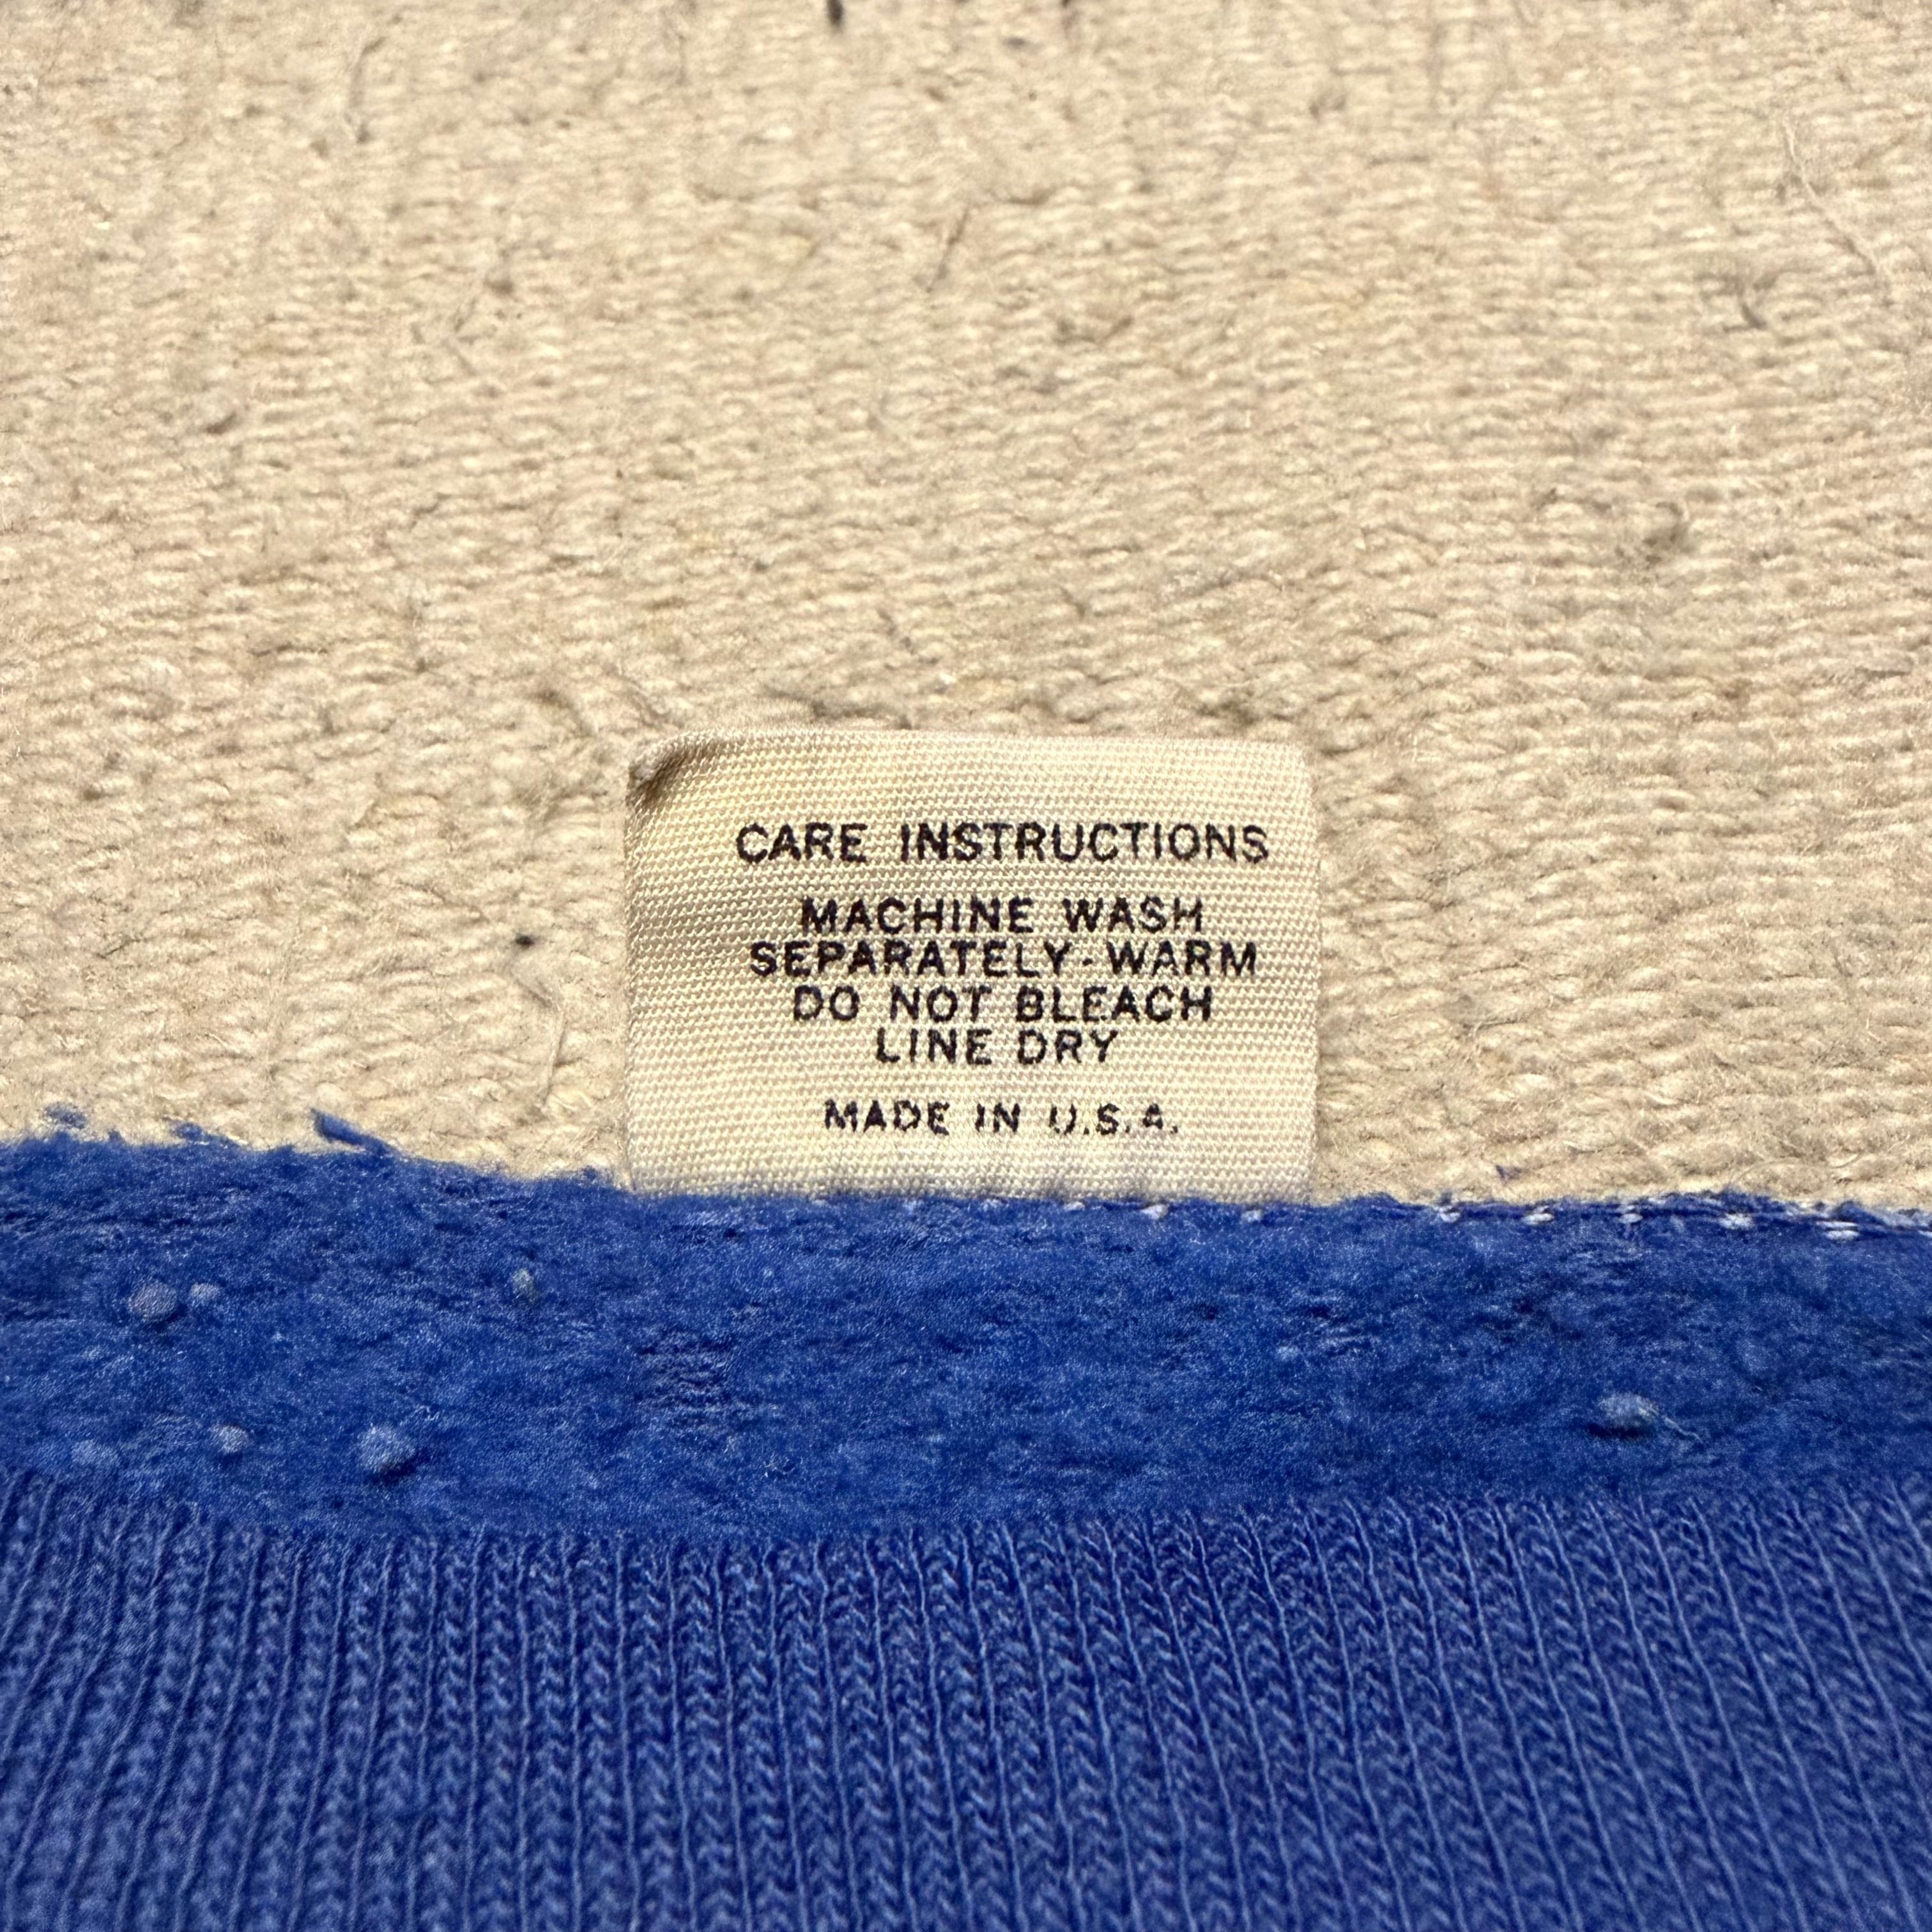 CARE INSTRUCTIONS
MACHINE WASH
SEPARATELY-WARM
DO NOT BLEACH
LINE DRY
MADE IN U.S.A.